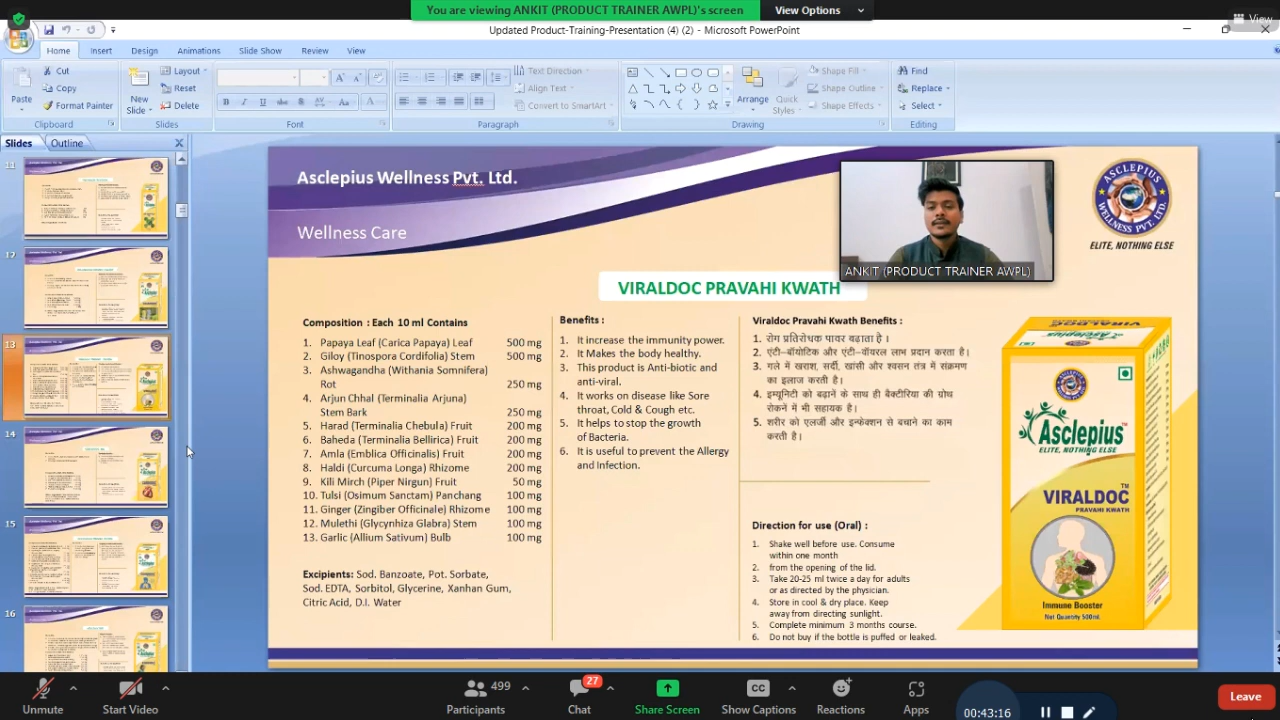 You are viewing ANKIT (PRODUCT TRAINER AWPL)'s screen
View Options
View
Updated Product-Training-Presentation (4) (2) - Microsoft PowerPoint
Home Insert Design Animations Slide Show Review View
Paste
Cut
Copy
Format Painter
Clipboard
New
Slide
Layout
Reset
Delete
Slides
Font
Text Direction
Align Text
Convert to SmartArt
Paragraph
Arrange
Quick
Styles
Shape Fill
Shape Outline
Shape Effects
Drawing
Find
Replace
Select
Editing
Slides Outline
11
12
13
14
15
16
Asclepius Wellness Pvt. Ltd.
Wellness Care
ANKIT (PRODUCT TRAINER AWPL)
ASCLEPIUS
WELLNESS PVT. LTD.
ELITE, NOTHING ELSE
VIRALDOC PRAVAHI KWATH
Composition : Each 10 ml Contains
1. Papaya Leaf (Carica Papaya) Leaf 500 mg
2. Giloy (Tinospora Cordifolia) Stem 500 mg
3. Ashwagandha (Withania Somnifera)
Rot 250 mg
4. Arjun Chhal (Terminalia Arjuna)
Stem Bark 250 mg
5. Harad (Terminalia Chebula) Fruit 200 mg
6. Baheda (Terminalia Bellirica) Fruit 200 mg
7. Amla (Emblica Officinalis) Fruit 200 mg
8. Haldi (Curcuma Longa) Rhizome 200 mg
9. Kali Mirch (Piper Nirgun) Fruit 50 mg
10. Tulsi (Osimum Sanctam) Panchang 100 mg
11. Ginger (Zingiber Officinale) Rhizome 100 mg
12. Mulethi (Glycynhiza Glabra) Stem 100 mg
13. Garlic (Allium Sativum) Bulb 100 mg
Excipients: Sod. Banzoate, Pot. Sorbate,
Sod. EDTA, Sorbitol, Glycerine, Xanhan Gum,
Citric Acid, D.I. Water
Benefits :
1. It increase the immunity power.
2. It Makes the body healthy.
3. This product is Anti-biotic and
anti-viral.
4. It works on disease like Sore
throat, Cold & Cough etc.
5. It helps to stop the growth
of Bacteria.
6. It is useful to prevent the Allergy
and Infection.
Viraldoc Pravahi Kwath Benefits :
1. रोग प्रतिरोधक पावर बढ़ाता है ।
2. एंटी-बॉयोटिक और एंटी-वॉयरल लाभ प्रदान करता है।
3. गले में खराश, सर्दी, खांसी और श्वसन तंत्र में संक्रमण
का इलाज करती है।
4. इम्यूनिटी को बढ़ाने के साथ ही बैक्टीरिया की ग्रोथ
रोकने में भी सहायक है।
5. शरीर को एलर्जी और इन्फेक्शन से बचाने का काम
करती है।
Direction for use (Oral) :
1. Shake well before use. Consume
within one month
2. from the opening of the lid.
3. Take 20-25 ml twice a day for adults
or as directed by the physician.
4. Store in cool & dry place. Keep
away from directing sunlight.
5. Complete minimum 3 months course.
6. Do not buy if the bottle is puffed or leaked.
Asclepius
ELITE, NOTHING ELSE
VIRALDOC TM
PRAVAHI KWATH
Immune Booster
Net Quantity 500ml.
Unmute
Start Video
499
Participants
27
Chat
Share Screen
CC
Show Captions
Reactions
Apps
00:43:16
Leave